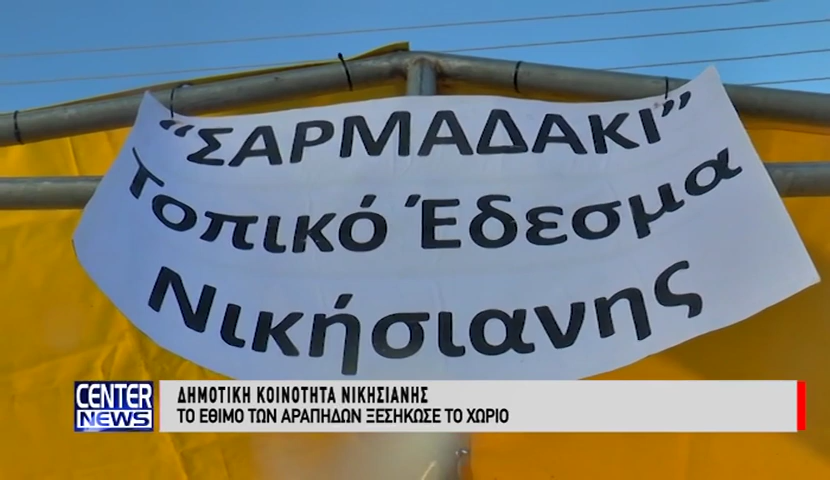 “ΣΑΡΜΑΔΑΚΙ”
Τοπικό Έδεσμα
Νικήσιανης
CENTER
NEWS
ΔΗΜΟΤΙΚΗ ΚΟΙΝΟΤΗΤΑ ΝΙΚΗΣΙΑΝΗΣ
ΤΟ ΕΘΙΜΟ ΤΩΝ ΑΡΑΠΗΔΩΝ ΞΕΣΗΚΩΣΕ ΤΟ ΧΩΡΙΟ